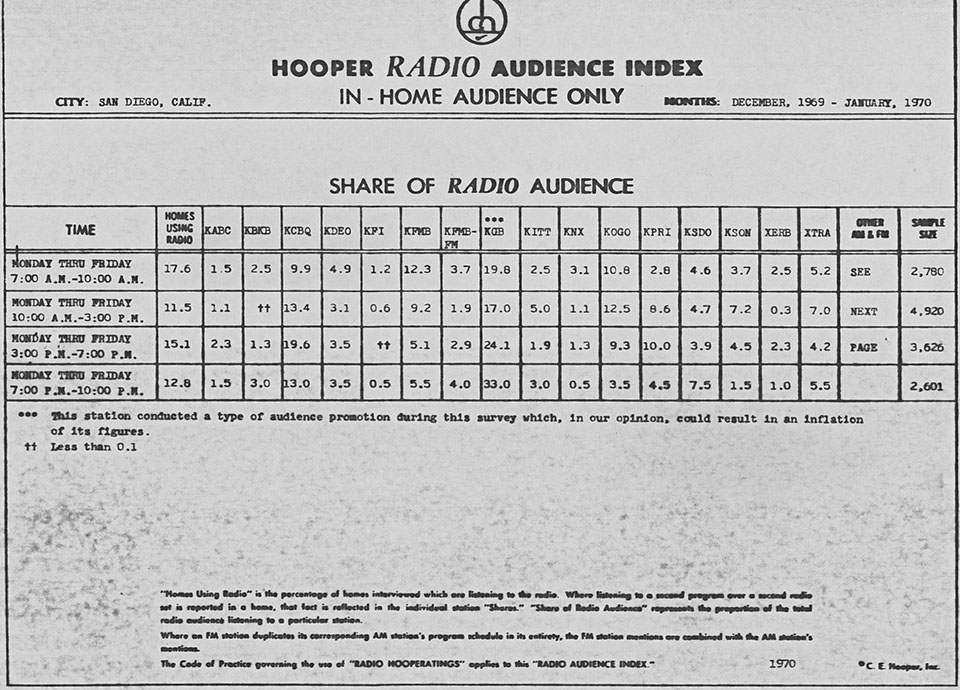 HOOPER RADIO AUDIENCE INDEX
CITY: SAN DIEGO, CALIF. IN - HOME AUDIENCE ONLY MONTHS: DECEMBER, 1969 - JANUARY, 1970
SHARE OF RADIO AUDIENCE
TIME HOMES USING RADIO KABC KBKB KCBQ KDEO KFI KFMB KFMB-FM ••• KGB KITT KNX KOGO KPRI KSDO KSON XERB XTRA OTHER AM & FM SAMPLE SIZE
MONDAY THRU FRIDAY 7:00 A.M.-10:00 A.M. 17.6 1.5 2.5 9.9 4.9 1.2 12.3 3.7 19.8 2.5 3.1 10.8 2.8 4.6 3.7 2.5 5.2 SEE 2,780
MONDAY THRU FRIDAY 10:00 A.M.-3:00 P.M. 11.5 1.1 †† 13.4 3.1 0.6 9.2 1.9 17.0 5.0 1.1 12.5 8.6 4.7 7.2 0.3 7.0 NEXT 4,920
MONDAY THRU FRIDAY 3:00 P.M.-7:00 P.M. 15.1 2.3 1.3 19.6 3.5 †† 5.1 2.9 24.1 1.9 1.3 9.3 10.0 3.9 4.5 2.3 4.2 PAGE 3,626
MONDAY THRU FRIDAY 7:00 P.M.-10:00 P.M. 12.8 1.5 3.0 13.0 3.5 0.5 5.5 4.0 33.0 3.0 0.5 3.5 4.5 7.5 1.5 1.0 5.5 2,601
••• This station conducted a type of audience promotion during this survey which, in our opinion, could result in an inflation
of its figures.
†† Less than 0.1
"Homes Using Radio" is the percentage of homes interviewed which are listening to the radio. Where listening to a second program over a second radio
set is reported in a home, that fact is reflected in the individual station "Shares." "Share of Radio Audience" represents the proportion of the total
radio audience listening to a particular station.
Where an FM station duplicates its corresponding AM station's program schedule in its entirety, the FM station mentions are combined with the AM station's
mentions.
The Code of Practice governing the use of "RADIO HOOPERATINGS" applies to this "RADIO AUDIENCE INDEX." 1970 C. E. Hooper, Inc.